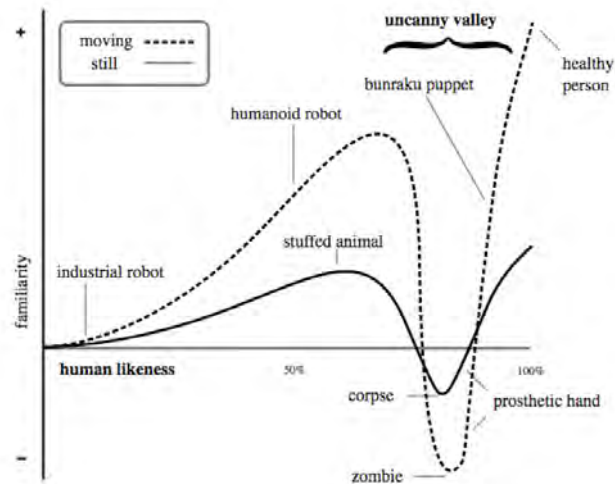 +
moving
still
uncanny valley
healthy
person
bunraku puppet
humanoid robot
stuffed animal
industrial robot
familiarity
human likeness
50%
100%
corpse
prosthetic hand
zombie
–